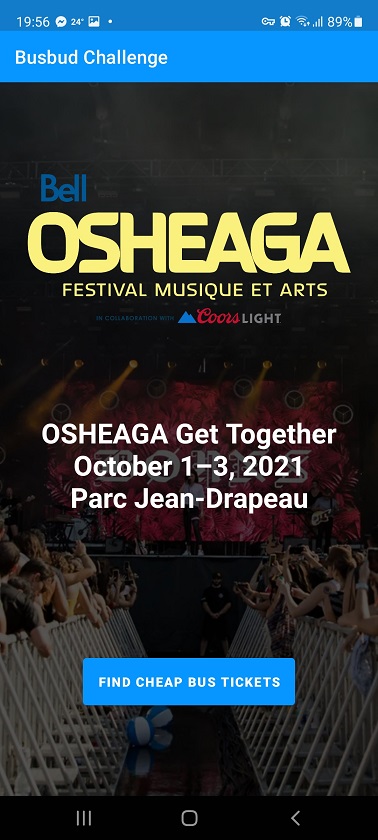 19:56 24° 89%
Busbud Challenge
Bell
OSHEAGA
FESTIVAL MUSIQUE ET ARTS
IN COLLABORATION WITH Coors LIGHT
OSHEAGA Get Together
October 1–3, 2021
Parc Jean-Drapeau
FIND CHEAP BUS TICKETS